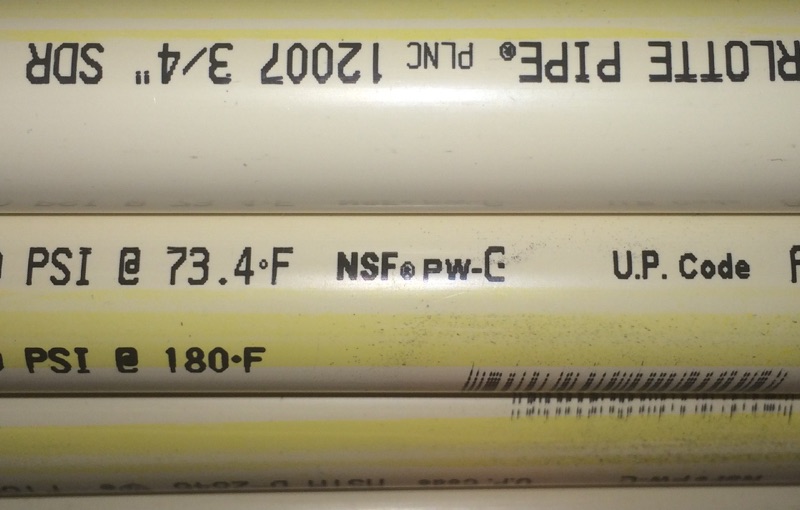 RLOTTE PIPE® PLNC 12007 3/4" SDR
PSI @ 73.4°F NSF® PW-C U.P. Code
PSI @ 180°F